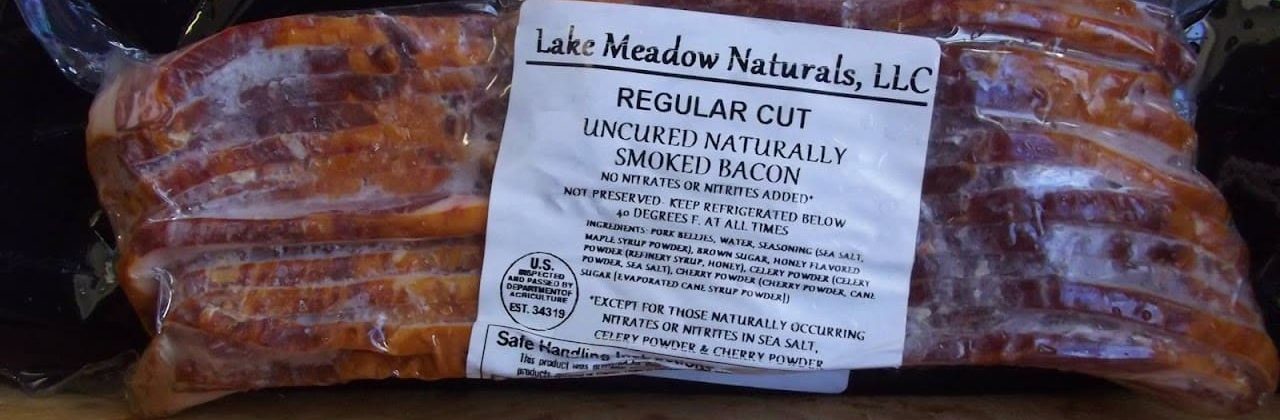 Lake Meadow Naturals, LLC
REGULAR CUT
UNCURED NATURALLY
SMOKED BACON
NO NITRATES OR NITRITES ADDED*
NOT PRESERVED- KEEP REFRIGERATED BELOW
40 DEGREES F. AT ALL TIMES
INGREDIENTS: PORK BELLIES, WATER, SEASONING (SEA SALT,
MAPLE SYRUP POWDER), BROWN SUGAR, HONEY FLAVORED
POWDER (REFINERY SYRUP, HONEY), CELERY POWDER (CELERY
POWDER, SEA SALT), CHERRY POWDER (CHERRY POWDER, CANE
SUGAR [EVAPORATED CANE SYRUP POWDER])
U.S.
INSPECTED
AND PASSED BY
DEPARTMENT OF
AGRICULTURE
EST. 34319
*EXCEPT FOR THOSE NATURALLY OCCURRING
NITRATES OR NITRITES IN SEA SALT,
CELERY POWDER & CHERRY POWDER
Safe Handling
This product was
products